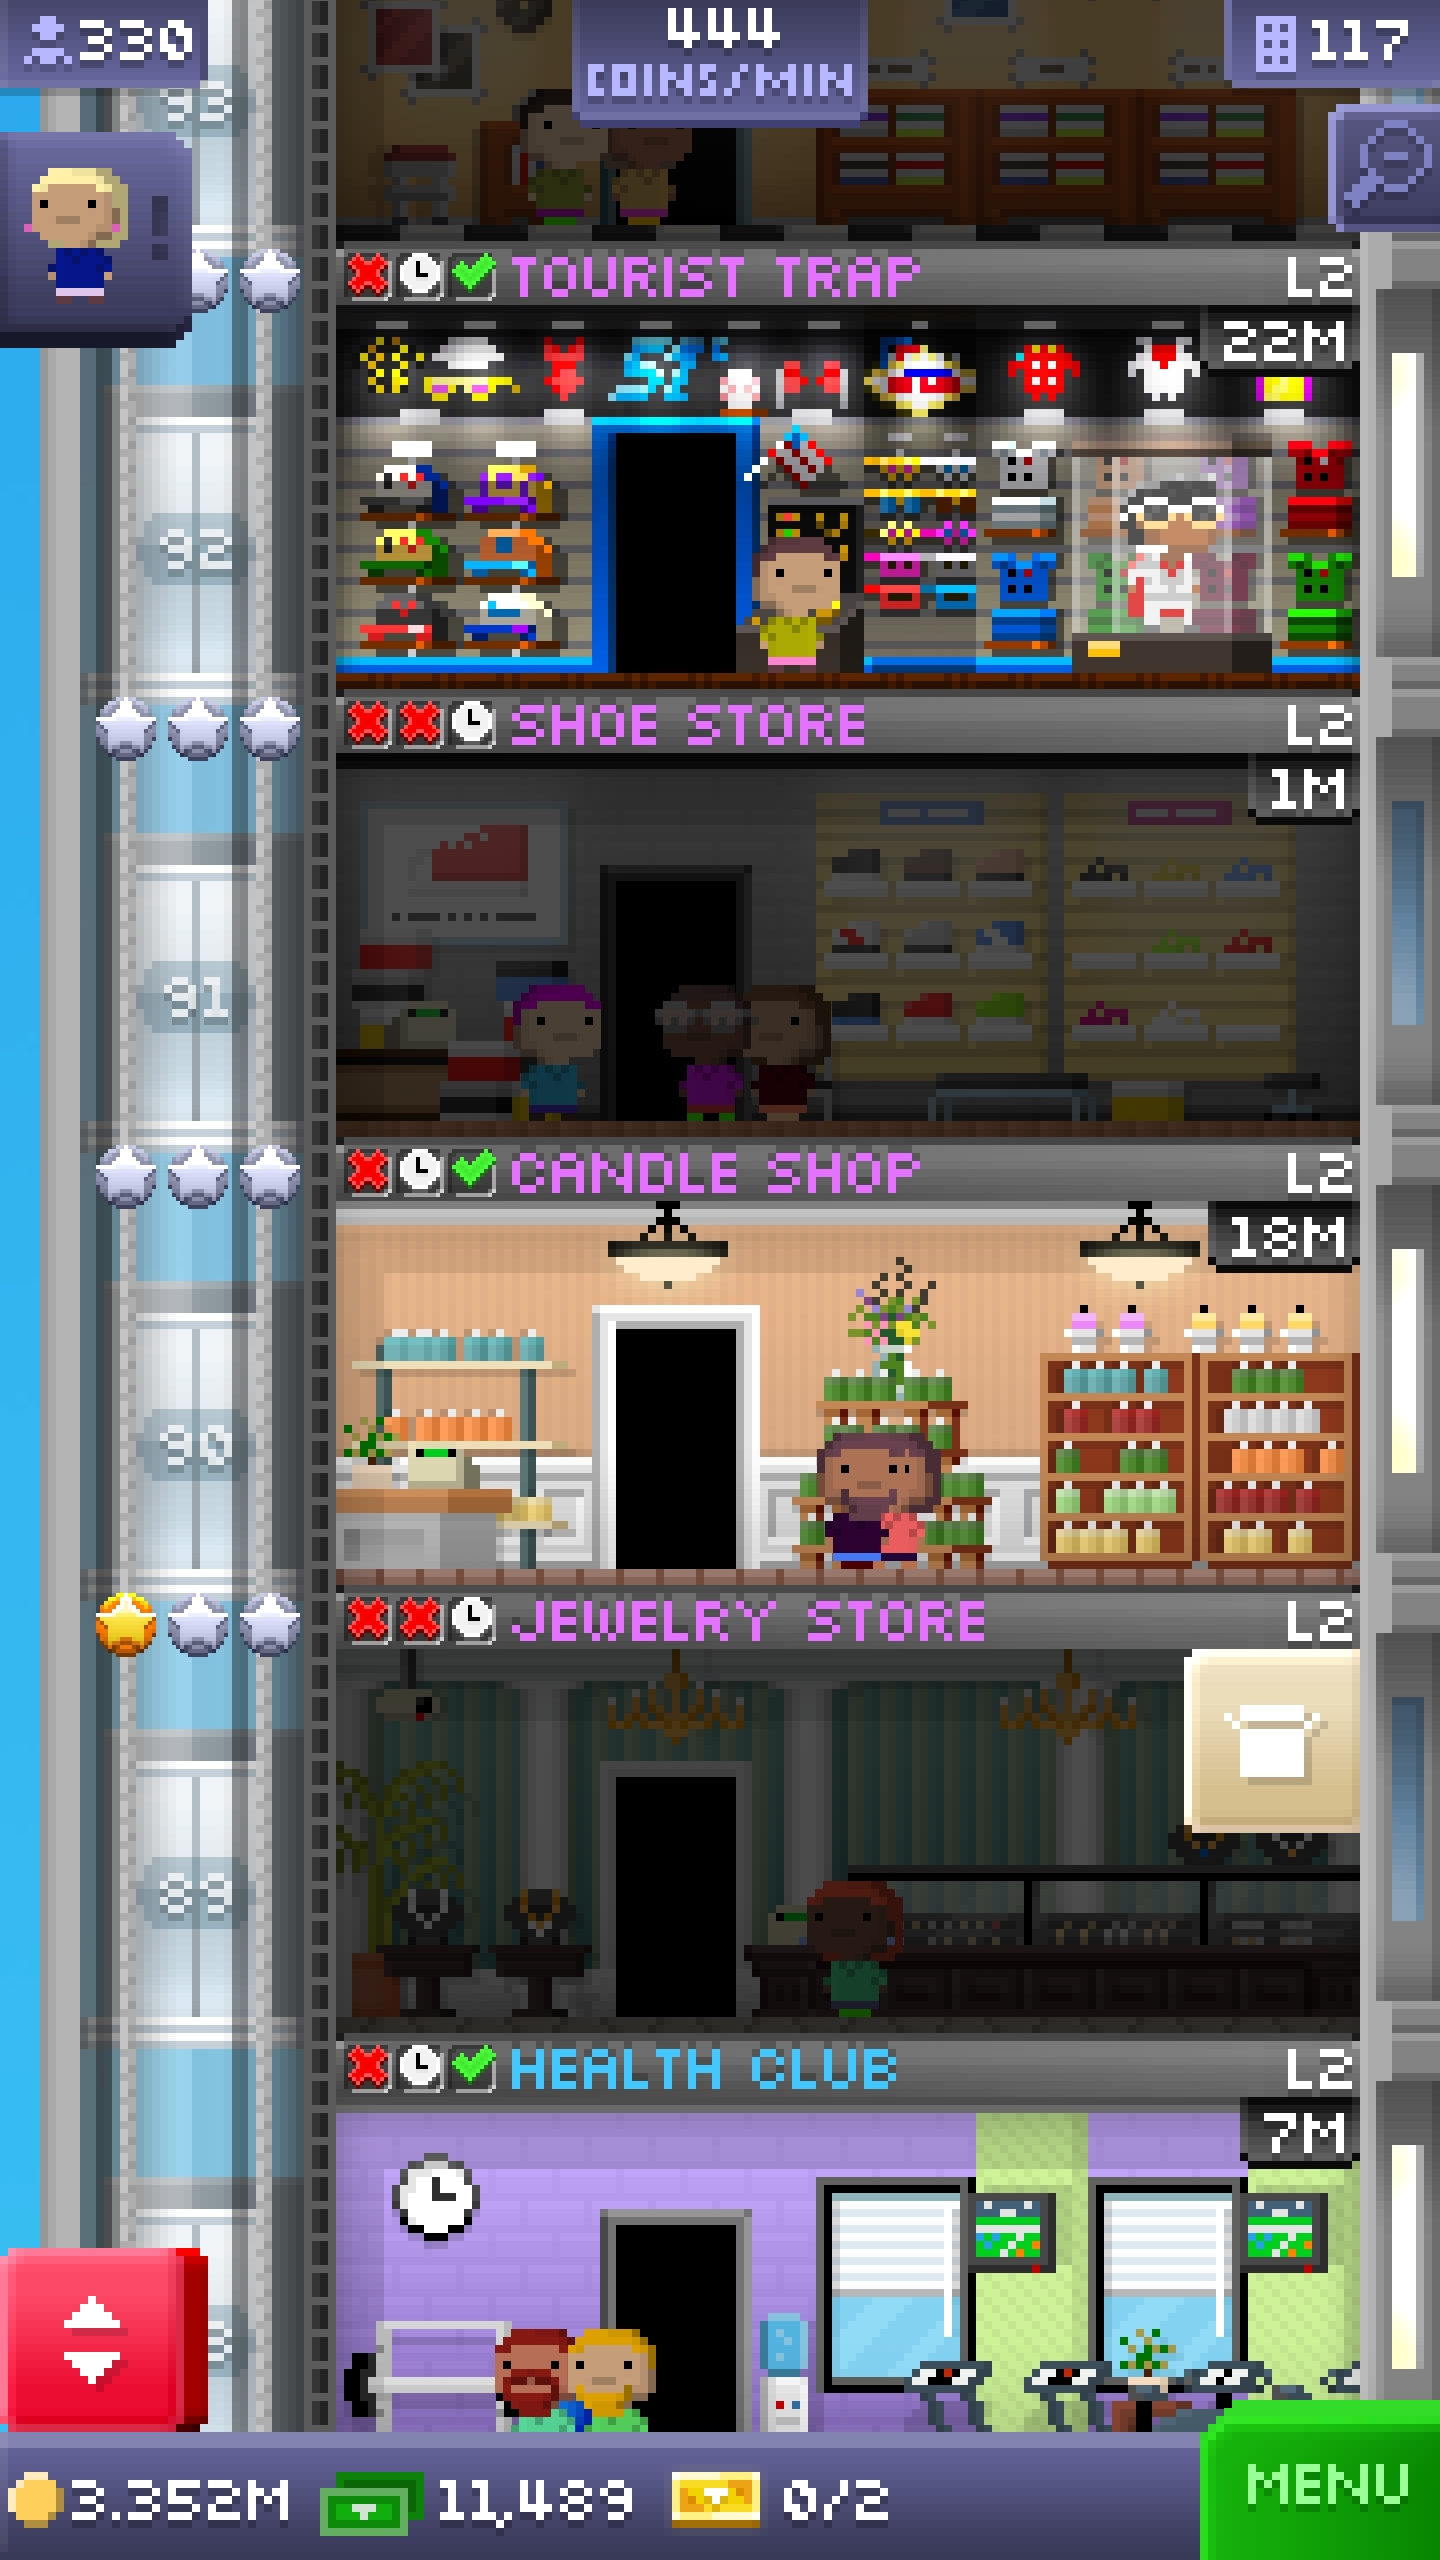 330
444
COINS/MIN
117
93
TOURIST TRAP
L2
22M
92
SHOE STORE
L2
1M
91
CANDLE SHOP
L2
18M
90
JEWELRY STORE
L2
89
HEALTH CLUB
L2
7M
3.352M
11,489
0/2
MENU